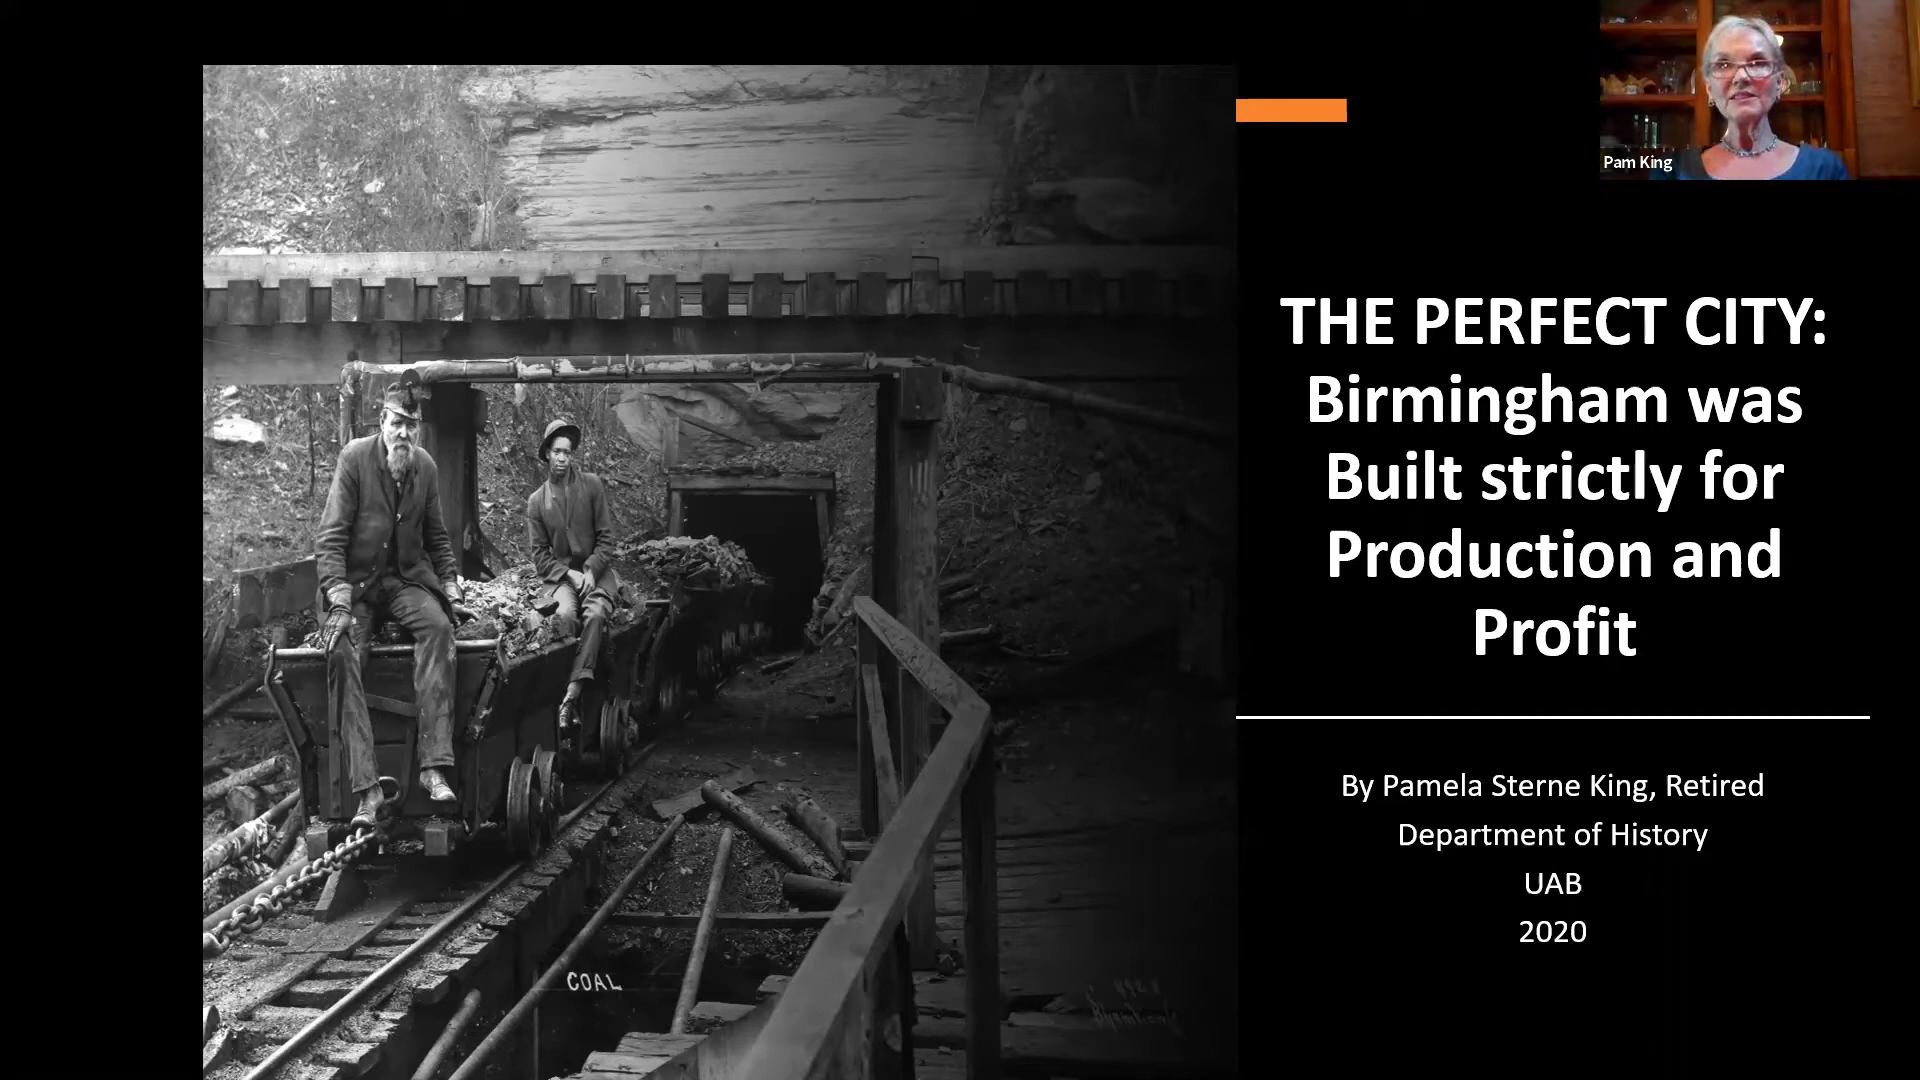 Pam King
THE PERFECT CITY:
Birmingham was
Built strictly for
Production and
Profit
By Pamela Sterne King, Retired
Department of History
UAB
2020
COAL